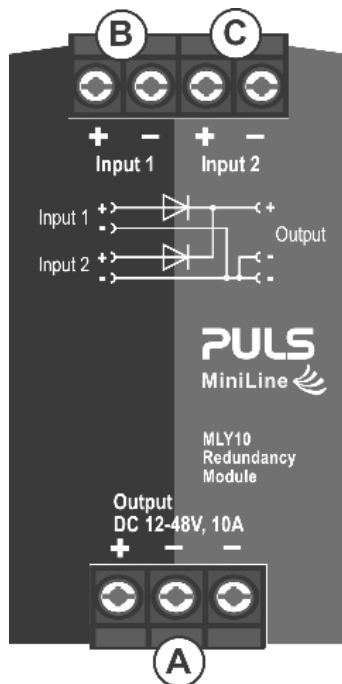 B C
+ − + −
Input 1 Input 2
Input 1 + - + Output - -
Input 2 + -
PULS
MiniLine
MLY10
Redundancy
Module
Output
DC 12-48V, 10A
+ − −
A